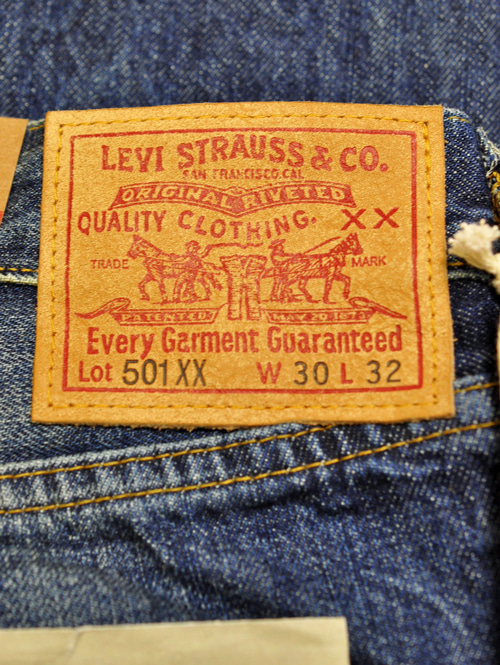 LEVI STRAUSS & CO.
SAN FRANCISCO.CAL
ORIGINAL RIVETED
QUALITY CLOTHING. XX
TRADE MARK
PATENTED MAY 20 1873
Every Garment Guaranteed
Lot 501XX W 30 L 32